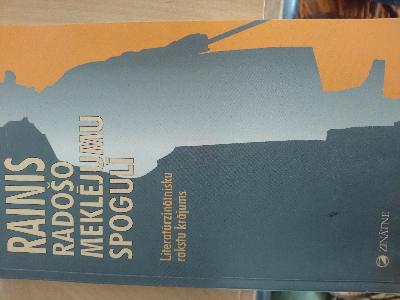 RAINIS
RADOŠO
MEKLĒJUMU
SPOGULĪ
Literatūrzinātnisku
rakstu krājums
ZINĀTNE